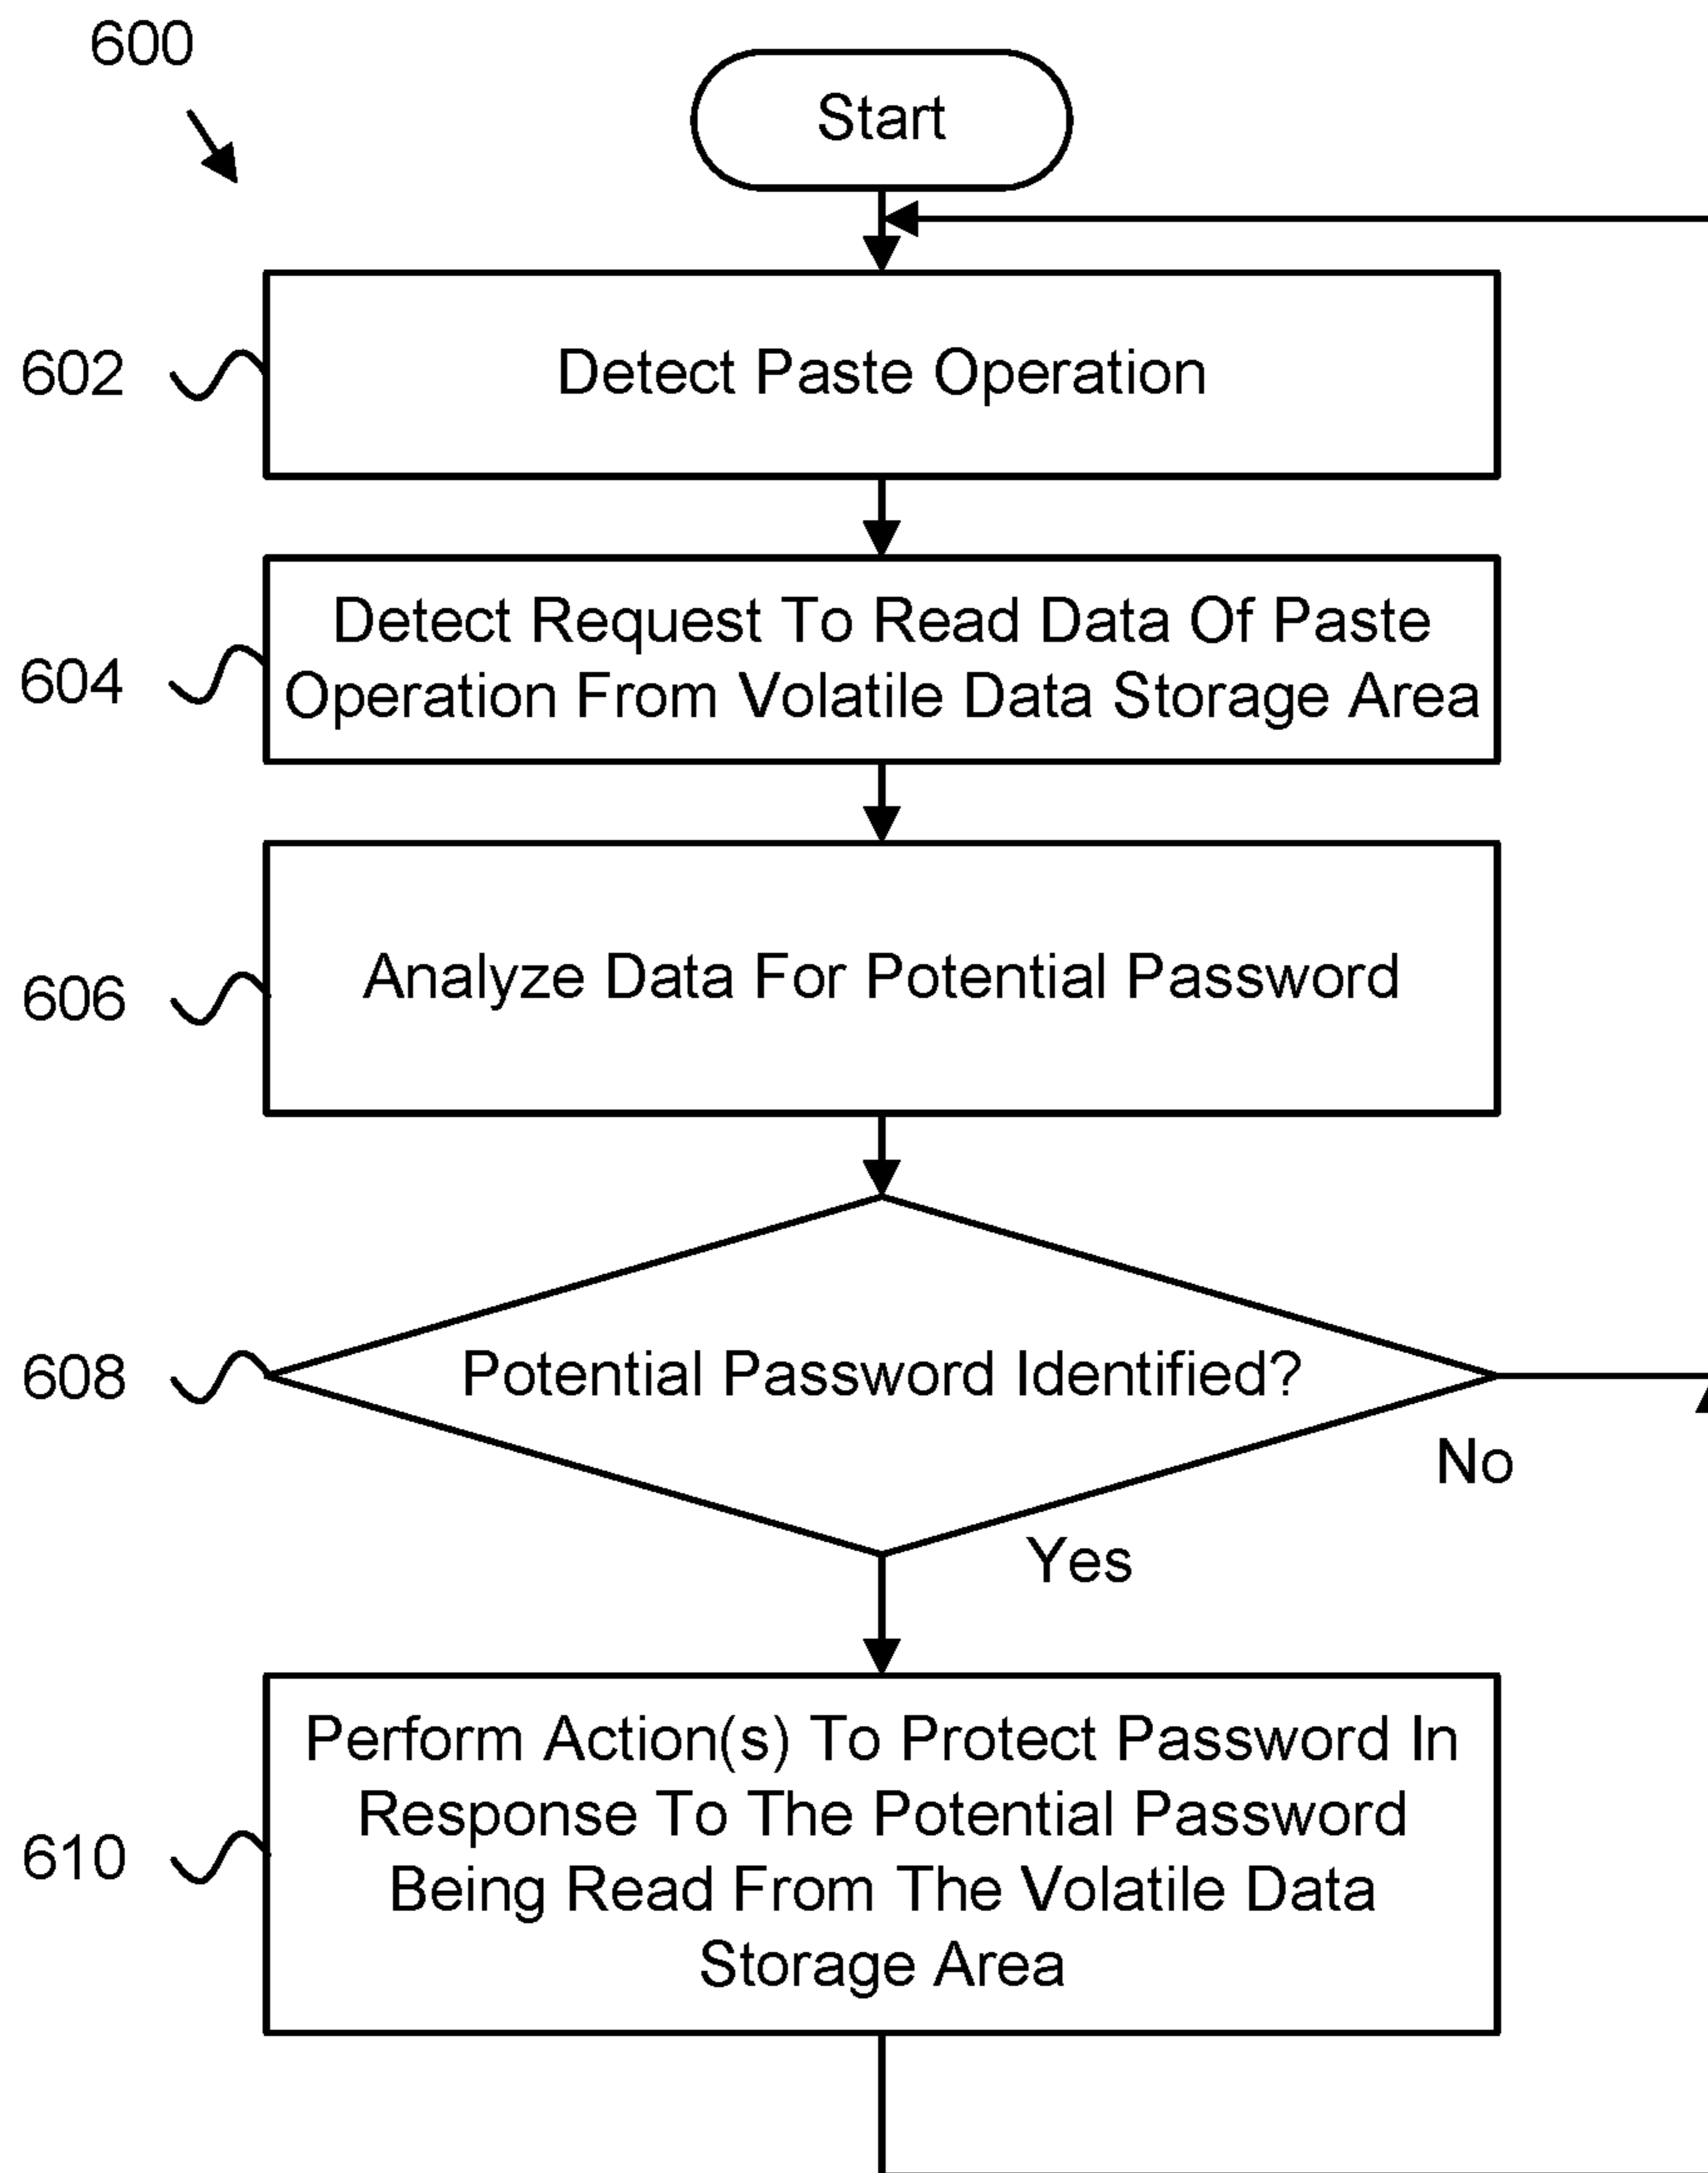 600
Start
602
Detect Paste Operation
604
Detect Request To Read Data Of Paste
Operation From Volatile Data Storage Area
606
Analyze Data For Potential Password
608
Potential Password Identified?
No
Yes
610
Perform Action(s) To Protect Password In
Response To The Potential Password
Being Read From The Volatile Data
Storage Area